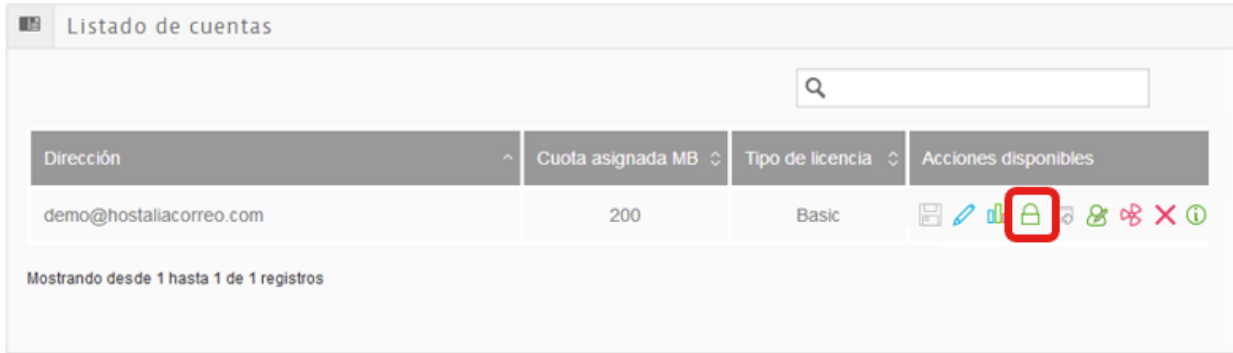 Listado de cuentas
Dirección Cuota asignada MB Tipo de licencia Acciones disponibles
demo@hostaliacorreo.com 200 Basic
Mostrando desde 1 hasta 1 de 1 registros